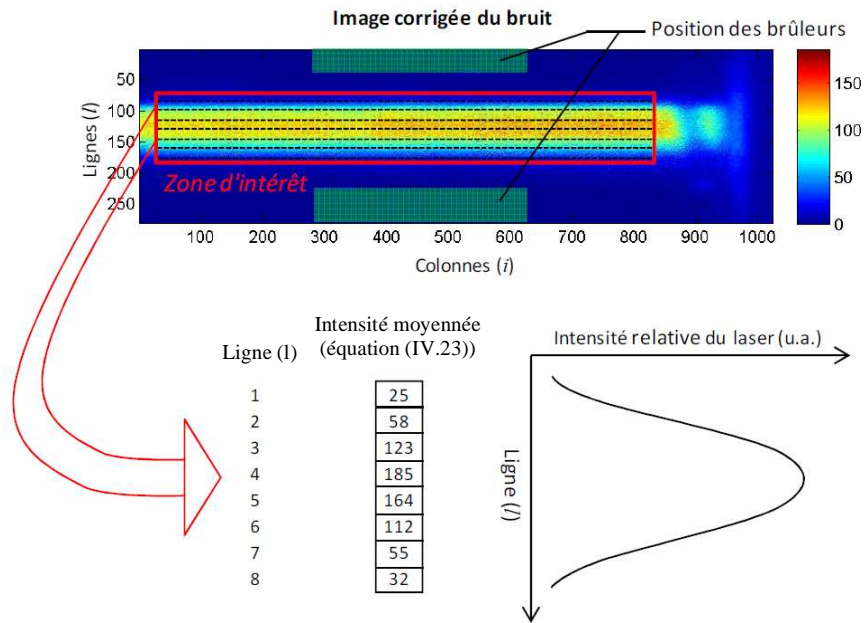 Image corrigée du bruit
Position des brûleurs
Lignes (l)
50
100
150
200
250
Zone d'intérêt
100 200 300 400 500 600 700 800 900 1000
Colonnes (i)
150
100
50
0
Ligne (l)
Intensité moyennée
(équation (IV.23))
1 25
2 58
3 123
4 185
5 164
6 112
7 55
8 32
Intensité relative du laser (u.a.)
Ligne (l)